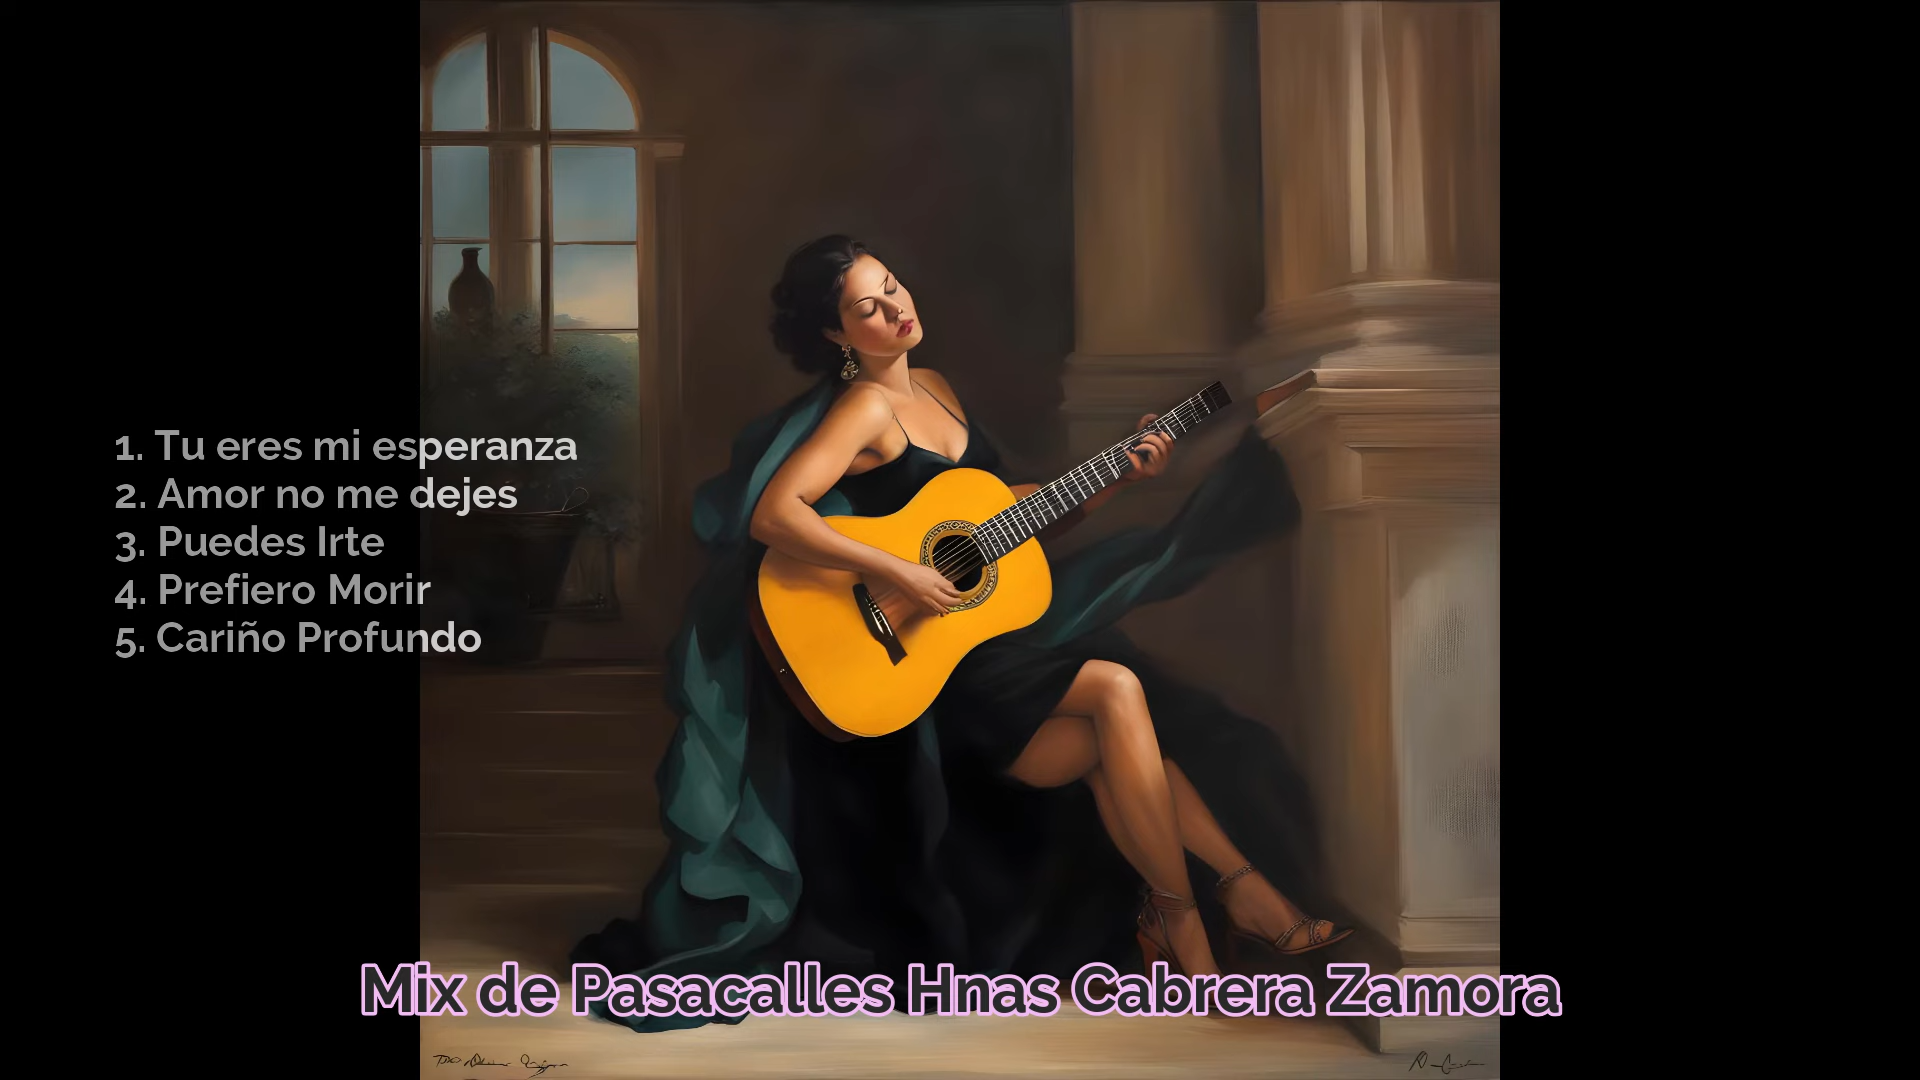 1. Tu eres mi esperanza
2. Amor no me dejes
3. Puedes Irte
4. Prefiero Morir
5. Cariño Profundo
Mix de Pasacalles Hnas Cabrera Zamora